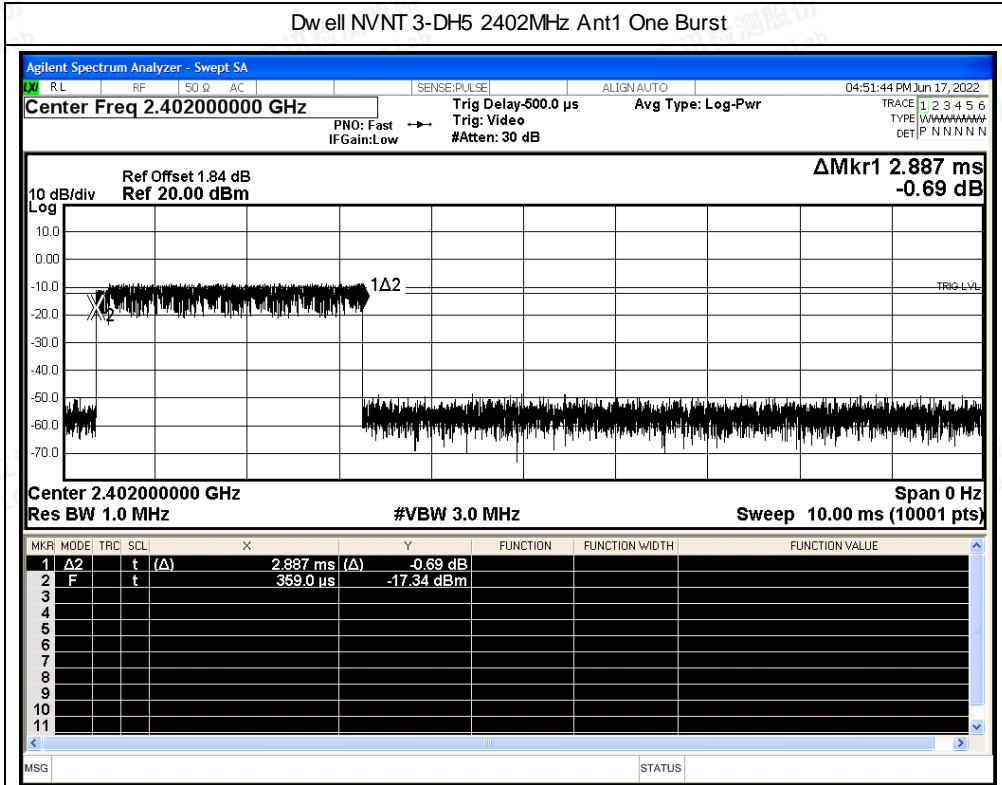 Dwell NVNT 3-DH5 2402MHz Ant1 One Burst
Agilent Spectrum Analyzer - Swept SA
LXI RL RF 50 Ω AC SENSE:PULSE ALIGN AUTO 04:51:44 PM Jun 17, 2022
Center Freq 2.402000000 GHz Trig Delay-500.0 µs Avg Type: Log-Pwr TRACE 1 2 3 4 5 6
PNO: Fast Trig: Video TYPE
IFGain:Low #Atten: 30 dB DET P N N N N N
ΔMkr1 2.887 ms
Ref Offset 1.84 dB
10 dB/div Ref 20.00 dBm -0.69 dB
Log
10.0
0.00
-10.0 1Δ2 TRIG LVL
-20.0 2
-30.0
-40.0
-50.0
-60.0
-70.0
Center 2.402000000 GHz Span 0 Hz
Res BW 1.0 MHz #VBW 3.0 MHz Sweep 10.00 ms (10001 pts)
MKR MODE TRC SCL X Y FUNCTION FUNCTION WIDTH FUNCTION VALUE
1 Δ2 t (Δ) 2.887 ms (Δ) -0.69 dB
2 F t 359.0 µs -17.34 dBm
3
4
5
6
7
8
9
10
11
MSG STATUS